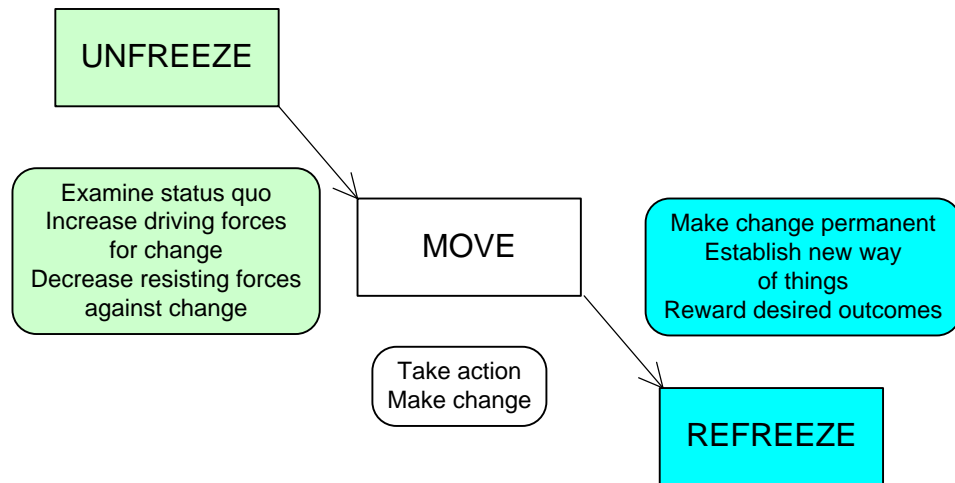 UNFREEZE
Examine status quo
Increase driving forces
for change
Decrease resisting forces
against change
MOVE
Take action
Make change
Make change permanent
Establish new way
of things
Reward desired outcomes
REFREEZE